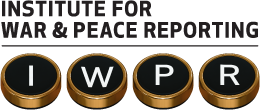 INSTITUTE FOR
WAR & PEACE REPORTING
I W P R